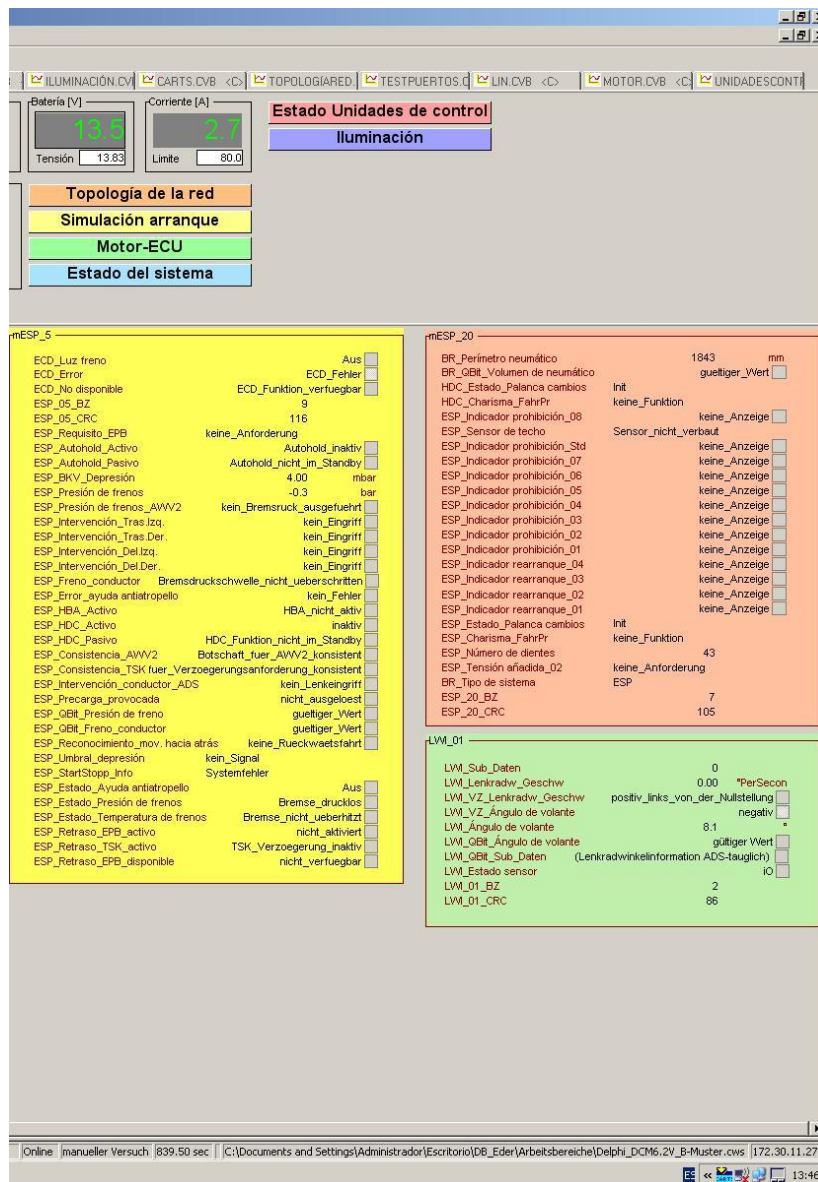 ILUMINACIÓN.CVB
CARTS.CVB <C>
TOPOLOGÍARED.
TESTPUERTOS.C
LIN.CVB <C>
MOTOR.CVB <C>
UNIDADESCONTR
Batería [V]
13.5
Tensión 13.83
Corriente [A]
2.7
Limite 80.0
Estado Unidades de control
Iluminación
Topología de la red
Simulación arranque
Motor-ECU
Estado del sistema
mESP_5
ECD_Luz freno Aus
ECD_Error ECD_Fehler
ECD_No disponible ECD_Funktion_verfuegbar
ESP_05_BZ 9
ESP_05_CRC 116
ESP_Requisito_EPB keine_Anforderung
ESP_Autohold_Activo Autohold_inaktiv
ESP_Autohold_Pasivo Autohold_nicht_im_Standby
ESP_BKV_Depresión 4.00 mbar
ESP_Presión de frenos -0.3 bar
ESP_Presión de frenos_AWV2 kein_Bremsruck_ausgefuehrt
ESP_Intervención_Tras.Izq. kein_Eingriff
ESP_Intervención_Tras.Der. kein_Eingriff
ESP_Intervención_Del.Izq. kein_Eingriff
ESP_Intervención_Del.Der. kein_Eingriff
ESP_Freno_conductor Bremsdruckschwelle_nicht_ueberschritten
ESP_Error_ayuda antiatropello kein_Fehler
ESP_HBA_Activo HBA_nicht_aktiv
ESP_HDC_Activo inaktiv
ESP_HDC_Pasivo HDC_Funktion_nicht_im_Standby
ESP_Consistencia_AWV2 Botschaft_fuer_AWV2_konsistent
ESP_Consistencia_TSK fuer_Verzoegerungsanforderung_konsistent
ESP_Intervención_conductor_ADS kein_Lenkeingriff
ESP_Precarga_provocada nicht_ausgeloest
ESP_QBit_Presión de freno gueltiger_Wert
ESP_QBit_Freno_conductor gueltiger_Wert
ESP_Reconocimiento_mov. hacia atrás keine_Rueckwaetsfahrt
ESP_Umbral_depresión kein_Signal
ESP_StartStopp_Info Systemfehler
ESP_Estado_Ayuda antiatropello Aus
ESP_Estado_Presión de frenos Bremse_drucklos
ESP_Estado_Temperatura de frenos Bremse_nicht_ueberhitzt
ESP_Retraso_EPB_activo nicht_aktiviert
ESP_Retraso_TSK_activo TSK_Verzoegerung_inaktiv
ESP_Retraso_EPB_disponible nicht_verfuegbar
mESP_20
BR_Perímetro neumático 1843 mm
BR_QBit_Volumen de neumático gueltiger_Wert
HDC_Estado_Palanca cambios Init
HDC_Charisma_FahrPr keine_Funktion
ESP_Indicador prohibición_08 keine_Anzeige
ESP_Sensor de techo Sensor_nicht_verbaut
ESP_Indicador prohibición_Std keine_Anzeige
ESP_Indicador prohibición_07 keine_Anzeige
ESP_Indicador prohibición_06 keine_Anzeige
ESP_Indicador prohibición_05 keine_Anzeige
ESP_Indicador prohibición_04 keine_Anzeige
ESP_Indicador prohibición_03 keine_Anzeige
ESP_Indicador prohibición_02 keine_Anzeige
ESP_Indicador prohibición_01 keine_Anzeige
ESP_Indicador rearranque_04 keine_Anzeige
ESP_Indicador rearranque_03 keine_Anzeige
ESP_Indicador rearranque_02 keine_Anzeige
ESP_Indicador rearranque_01 keine_Anzeige
ESP_Estado_Palanca cambios Init
ESP_Charisma_FahrPr keine_Funktion
ESP_Número de dientes 43
ESP_Tensión añadida_02 keine_Anforderung
BR_Tipo de sistema ESP
ESP_20_BZ 7
ESP_20_CRC 105
LWI_01
LWI_Sub_Daten 0
LWI_Lenkradw_Geschw 0.00 °PerSecon
LWI_VZ_Lenkradw_Geschw positiv_links_von_der_Nullstellung
LWI_VZ_Ángulo de volante negativ
LWI_Ángulo de volante 8.1 °
LWI_QBit_Ángulo de volante gültiger Wert
LWI_QBit_Sub_Daten (Lenkradwinkelinformation ADS-tauglich)
LWI_Estado sensor iO
LWI_01_BZ 2
LWI_01_CRC 86
Online manueller Versuch 839.50 sec C:\Documents and Settings\Administrador\Escritorio\DB_Eder\Arbeitsbereiche\Delphi_DCM6.2V_B-Muster.cws 172.30.11.27
ES « 13:46